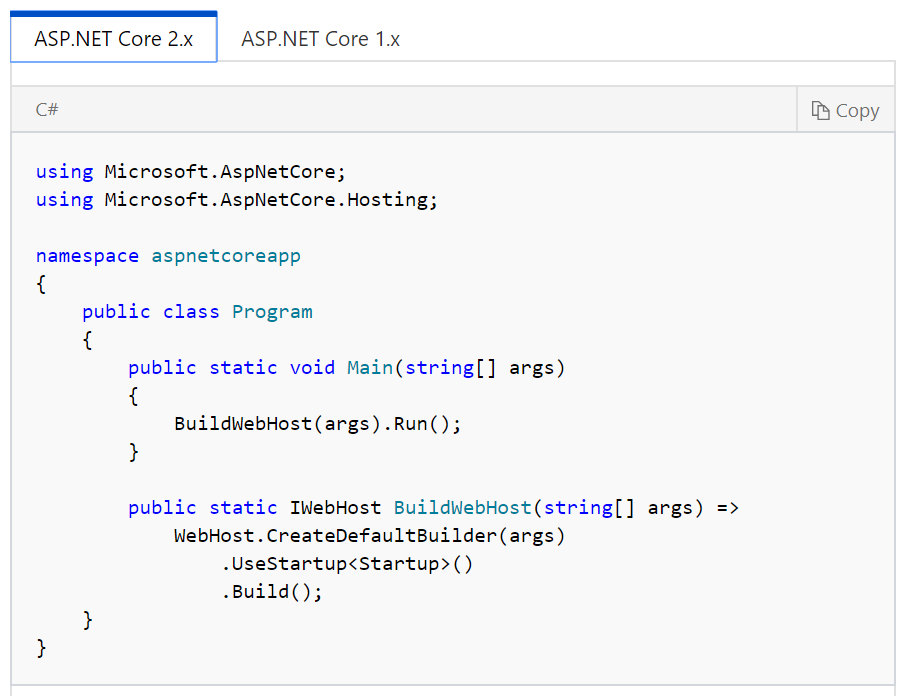 ASP.NET Core 2.x ASP.NET Core 1.x
C# Copy
using Microsoft.AspNetCore;
using Microsoft.AspNetCore.Hosting;
namespace aspnetcoreapp
{
    public class Program
    {
        public static void Main(string[] args)
        {
            BuildWebHost(args).Run();
        }
        public static IWebHost BuildWebHost(string[] args) =>
            WebHost.CreateDefaultBuilder(args)
                .UseStartup<Startup>()
                .Build();
    }
}